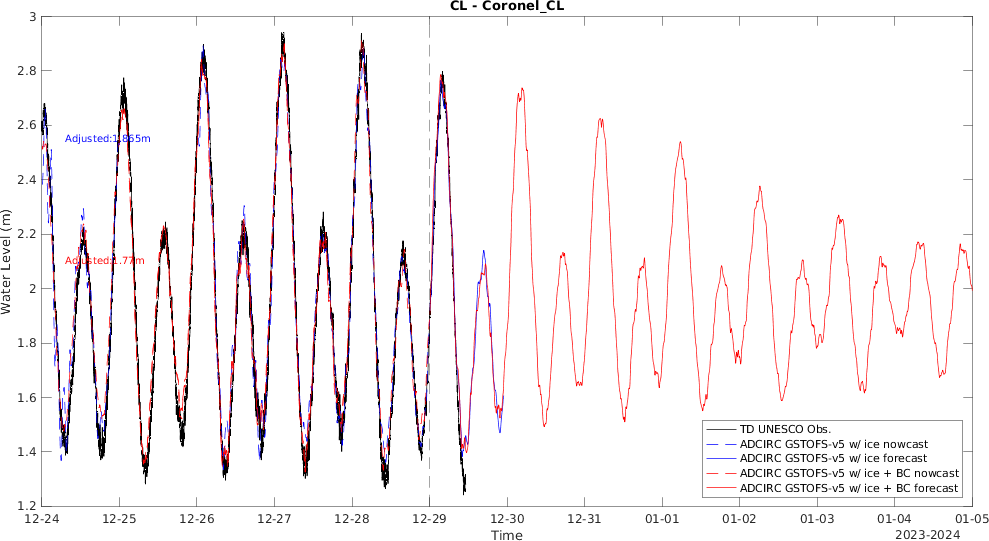 CL - Coronel_CL
3
2.8
2.6
2.4
2.2
2
1.8
1.6
1.4
1.2
Water Level (m)
Adjusted:1.865m
Adjusted:1.77m
TD UNESCO Obs.
ADCIRC GSTOFS-v5 w/ ice nowcast
ADCIRC GSTOFS-v5 w/ ice forecast
ADCIRC GSTOFS-v5 w/ ice + BC nowcast
ADCIRC GSTOFS-v5 w/ ice + BC forecast
12-24 12-25 12-26 12-27 12-28 12-29 12-30 12-31 01-01 01-02 01-03 01-04 01-05
Time
2023-2024